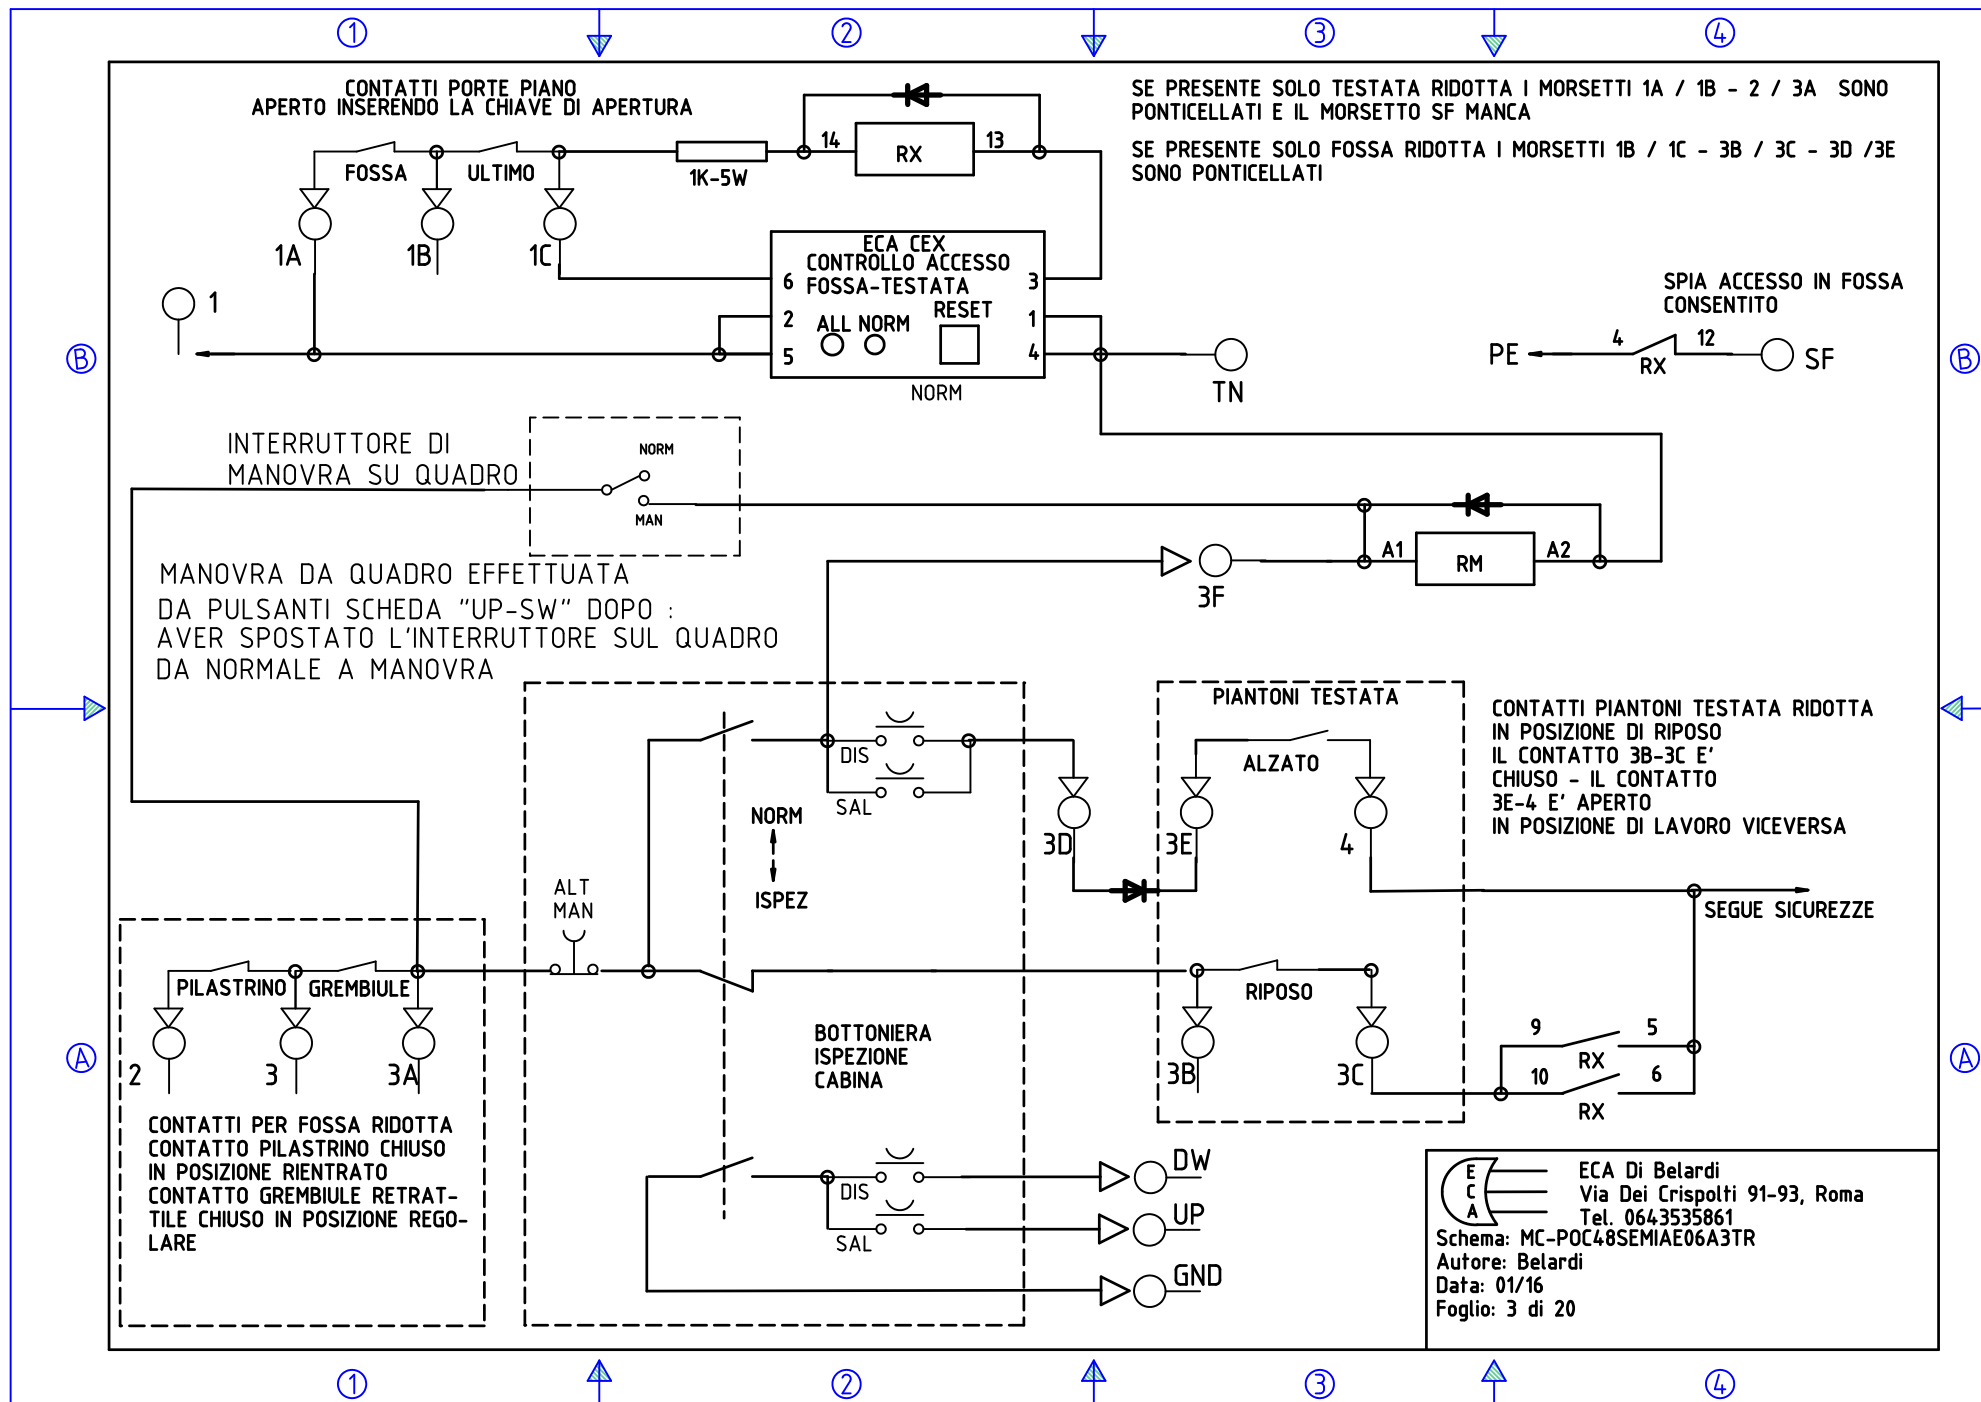 1
2
3
4
CONTATTI PORTE PIANO
APERTO INSERENDO LA CHIAVE DI APERTURA
SE PRESENTE SOLO TESTATA RIDOTTA I MORSETTI 1A / 1B - 2 / 3A SONO
PONTICELLATI E IL MORSETTO SF MANCA
SE PRESENTE SOLO FOSSA RIDOTTA I MORSETTI 1B / 1C - 3B / 3C - 3D /3E
SONO PONTICELLATI
14
RX
13
FOSSA
ULTIMO
1K-5W
1A
1B
1C
1
ECA CEX
CONTROLLO ACCESSO
FOSSA-TESTATA
RESET
ALL NORM
6
2
5
3
1
4
NORM
TN
SPIA ACCESSO IN FOSSA
CONSENTITO
PE
4
RX
12
SF
B
B
INTERRUTTORE DI
MANOVRA SU QUADRO
NORM
MAN
MANOVRA DA QUADRO EFFETTUATA
DA PULSANTI SCHEDA "UP-SW" DOPO :
AVER SPOSTATO L'INTERRUTTORE SUL QUADRO
DA NORMALE A MANOVRA
A1
RM
A2
3F
PIANTONI TESTATA
ALZATO
CONTATTI PIANTONI TESTATA RIDOTTA
IN POSIZIONE DI RIPOSO
IL CONTATTO 3B-3C E'
CHIUSO - IL CONTATTO
3E-4 E' APERTO
IN POSIZIONE DI LAVORO VICEVERSA
DIS
SAL
NORM
ISPEZ
3D
3E
4
SEGUE SICUREZZE
ALT
MAN
PILASTRINO
GREMBIULE
2
3
3A
RIPOSO
3B
3C
9
RX
5
10
RX
6
A
A
BOTTONIERA
ISPEZIONE
CABINA
CONTATTI PER FOSSA RIDOTTA
CONTATTO PILASTRINO CHIUSO
IN POSIZIONE RIENTRATO
CONTATTO GREMBIULE RETRAT-
TILE CHIUSO IN POSIZIONE REGO-
LARE
DIS
SAL
DW
UP
GND
E
C
A
ECA Di Belardi
Via Dei Crispolti 91-93, Roma
Tel. 0643535861
Schema: MC-POC48SEMIAE06A3TR
Autore: Belardi
Data: 01/16
Foglio: 3 di 20
1
2
3
4